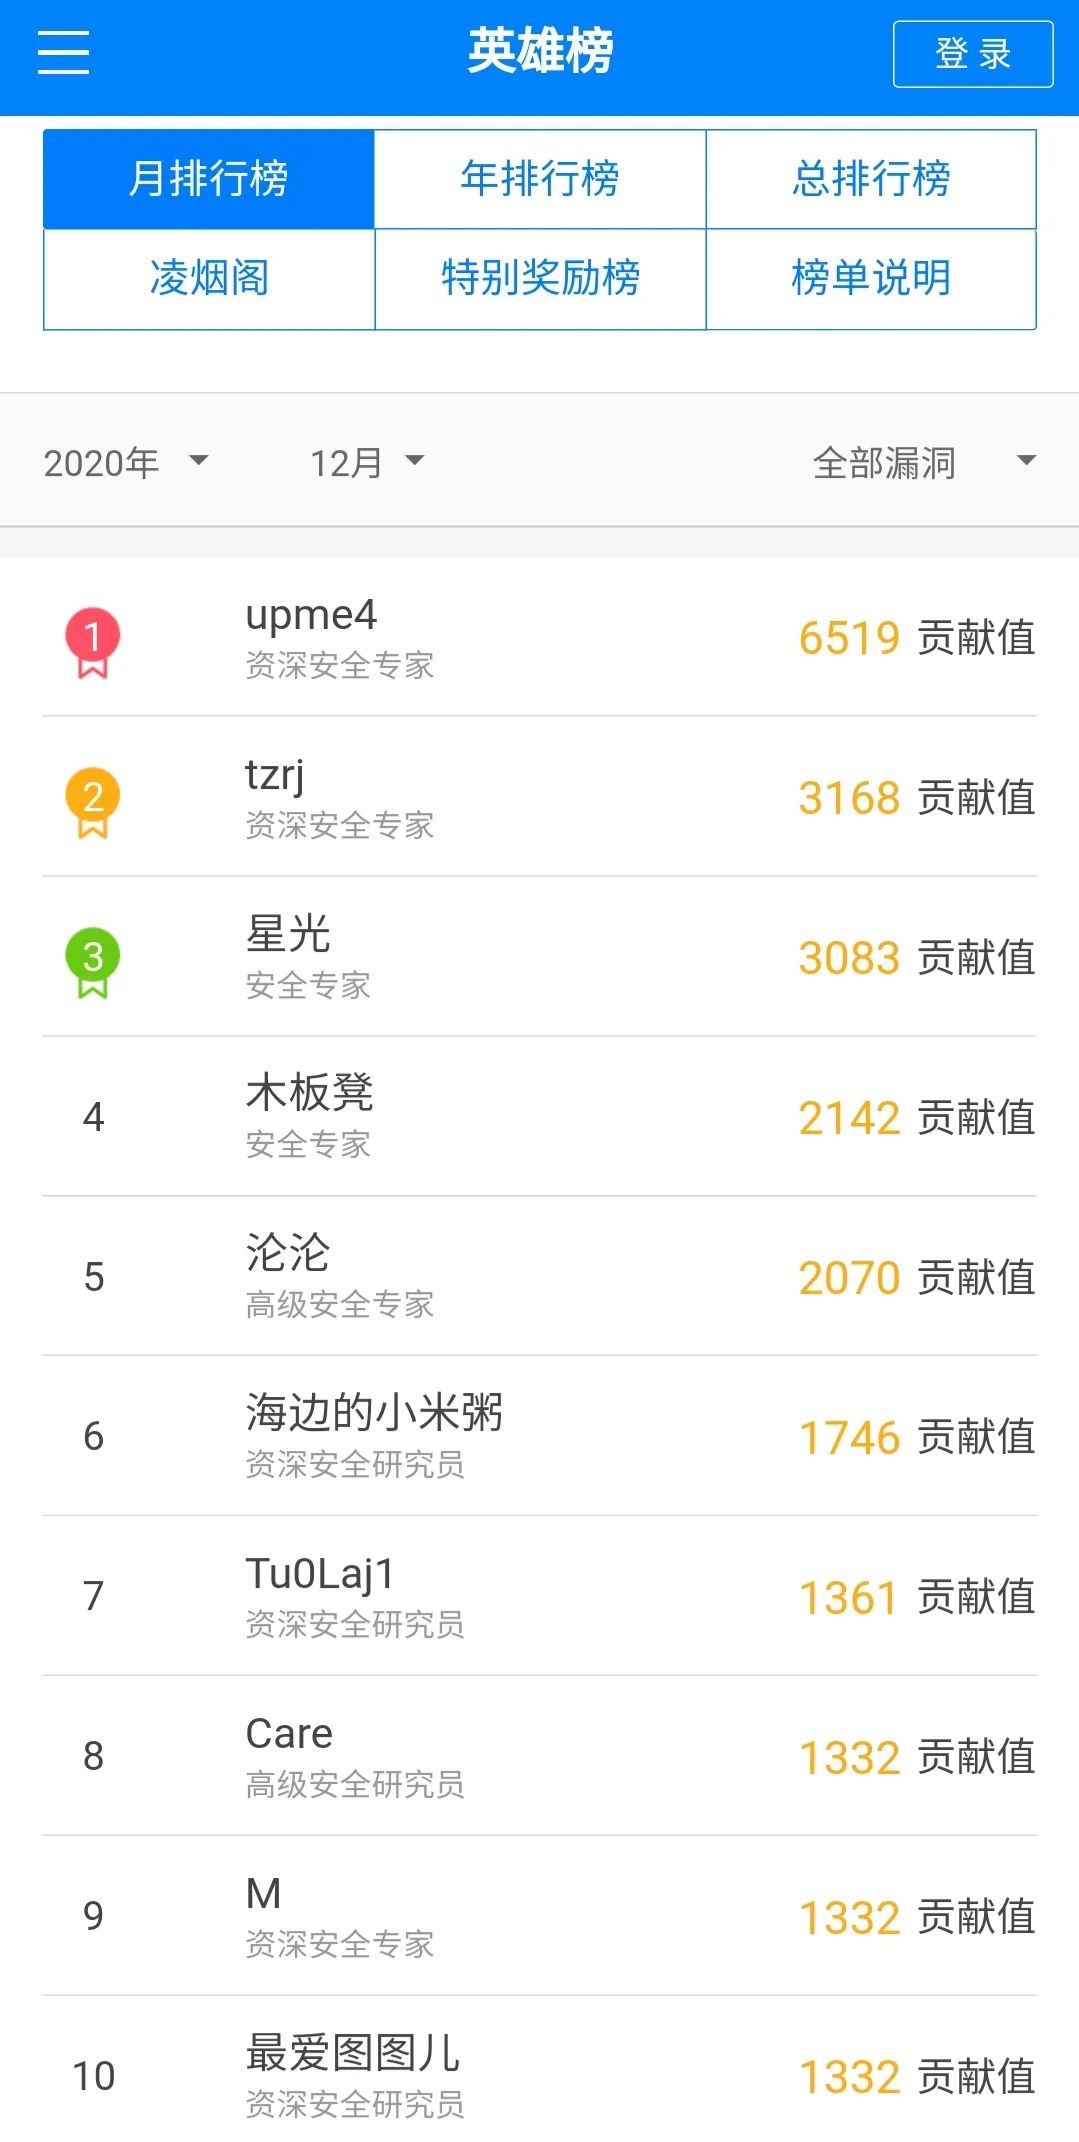 英雄榜
登 录
月排行榜 年排行榜 总排行榜
凌烟阁 特别奖励榜 榜单说明
2020年 12月 全部漏洞
1 upme4 6519 贡献值
资深安全专家
2 tzrj 3168 贡献值
资深安全专家
3 星光 3083 贡献值
安全专家
4 木板凳 2142 贡献值
安全专家
5 沦沦 2070 贡献值
高级安全专家
6 海边的小米粥 1746 贡献值
资深安全研究员
7 Tu0Laj1 1361 贡献值
资深安全研究员
8 Care 1332 贡献值
高级安全研究员
9 M 1332 贡献值
资深安全专家
10 最爱图图儿 1332 贡献值
资深安全研究员